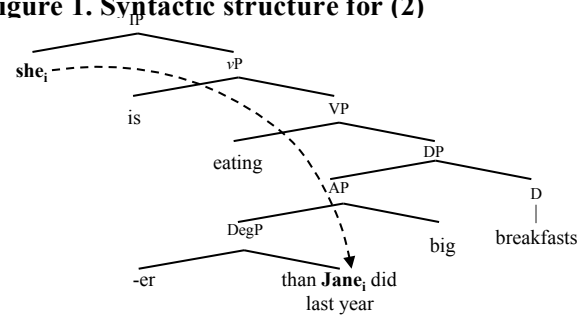 igure 1. Syntactic structure for (2)
IP
she_i
vP
is
VP
eating
DP
AP
D
DegP
big
breakfasts
-er
than Jane_i did
last year